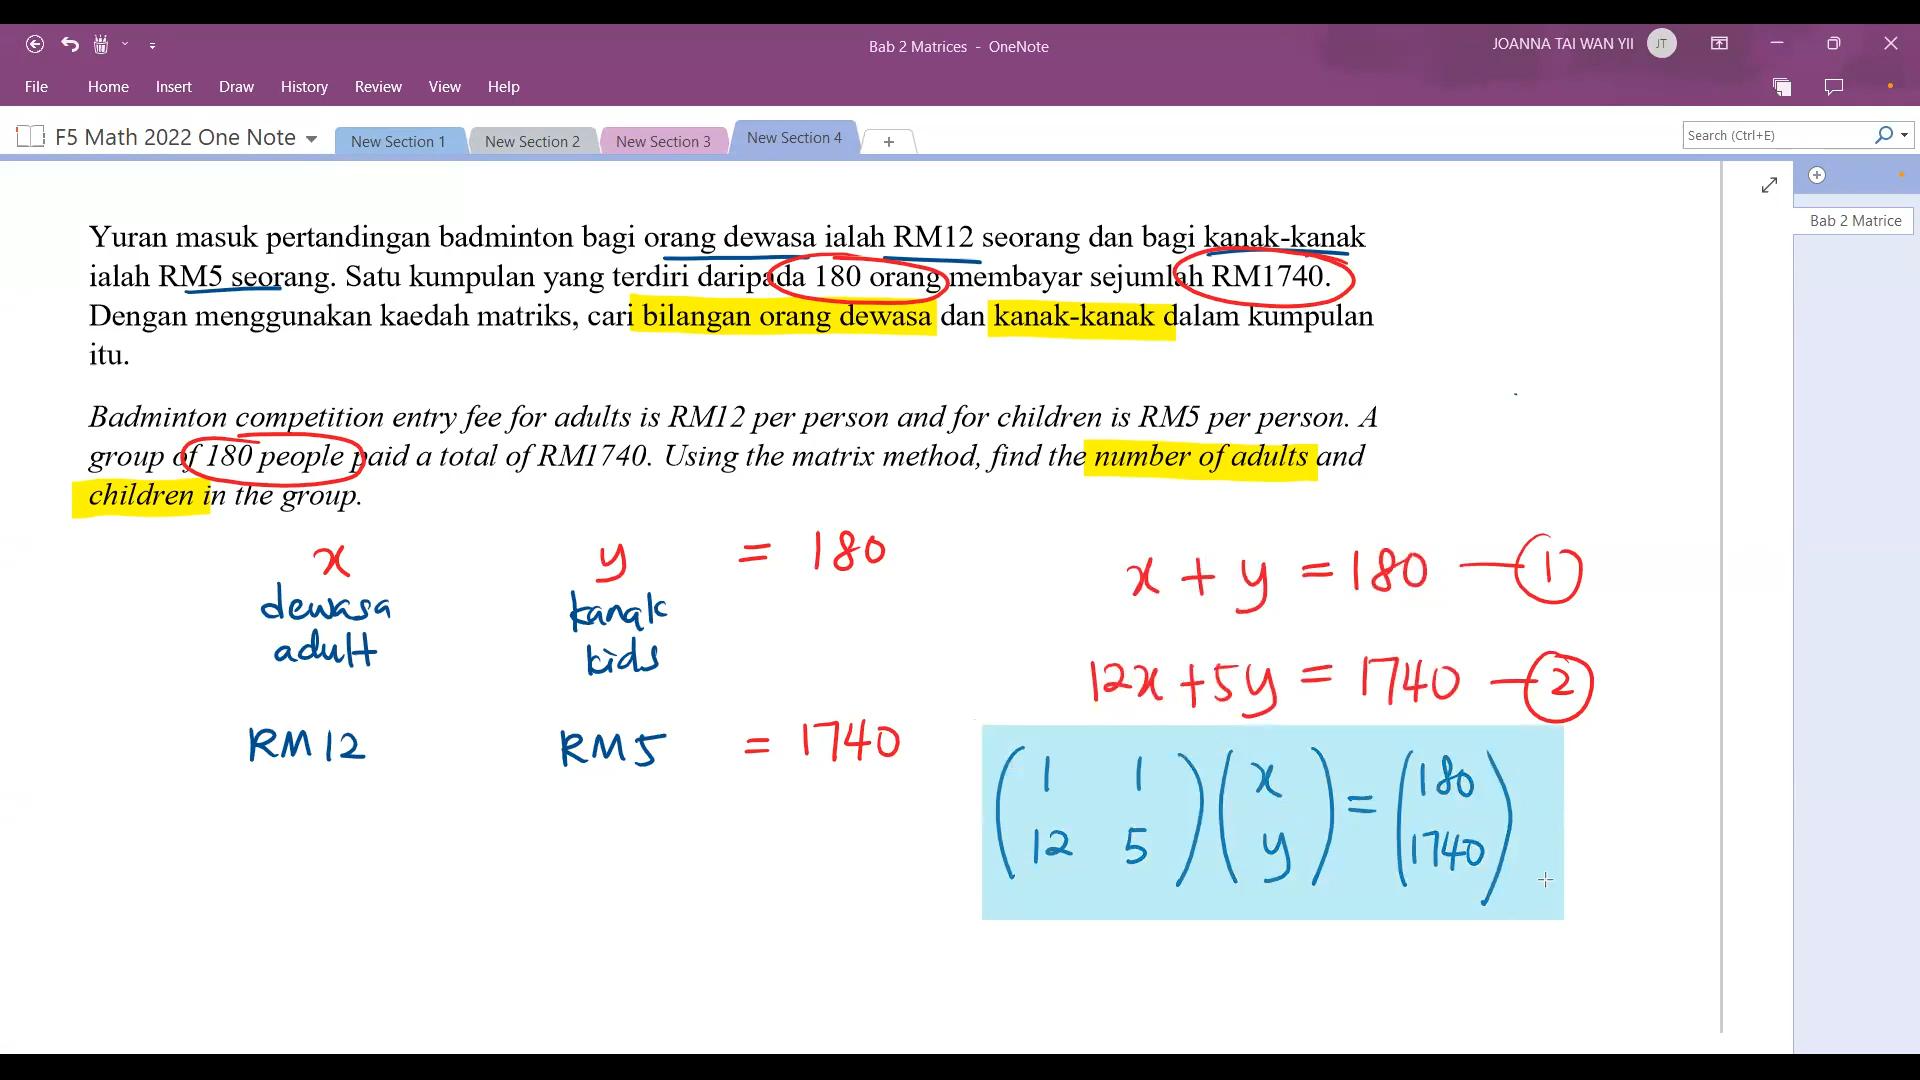 Bab 2 Matrices - OneNote
JOANNA TAI WAN YII
JT
File Home Insert Draw History Review View Help
F5 Math 2022 One Note
New Section 1
New Section 2
New Section 3
New Section 4
+
Search (Ctrl+E)
Bab 2 Matrice
Yuran masuk pertandingan badminton bagi orang dewasa ialah RM12 seorang dan bagi kanak-kanak
ialah RM5 seorang. Satu kumpulan yang terdiri daripada 180 orang membayar sejumlah RM1740.
Dengan menggunakan kaedah matriks, cari bilangan orang dewasa dan kanak-kanak dalam kumpulan
itu.
Badminton competition entry fee for adults is RM12 per person and for children is RM5 per person. A
group of 180 people paid a total of RM1740. Using the matrix method, find the number of adults and
children in the group.
x y = 180
dewasa kanak
adult kids
RM12 RM5 = 1740
x + y = 180 — 1
12x + 5y = 1740 — 2
(1 1) (x) = (180)
(12 5) (y) (1740)